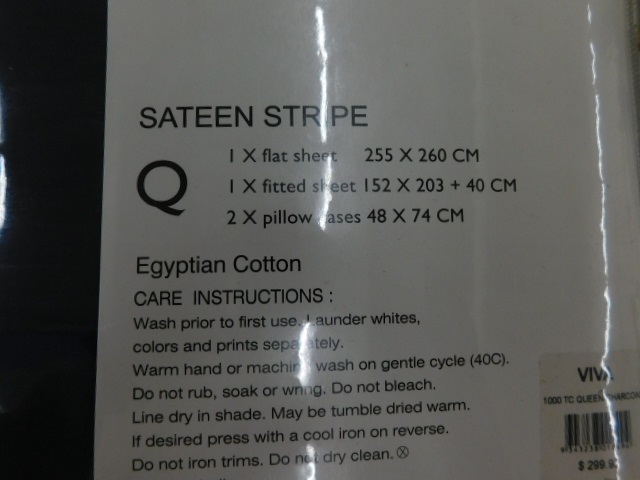 SATEEN STRIPE
Q
1 X flat sheet 255 X 260 CM
1 X fitted sheet 152 X 203 + 40 CM
2 X pillow cases 48 X 74 CM
Egyptian Cotton
CARE INSTRUCTIONS :
Wash prior to first use. Launder whites,
colors and prints separately.
Warm hand or machine wash on gentle cycle (40C).
Do not rub, soak or wring. Do not bleach.
Line dry in shade. May be tumble dried warm.
If desired press with a cool iron on reverse.
Do not iron trims. Do not dry clean. Ⓧ
VIVA
1000 TC QUEEN CHARCOA
$ 299.9